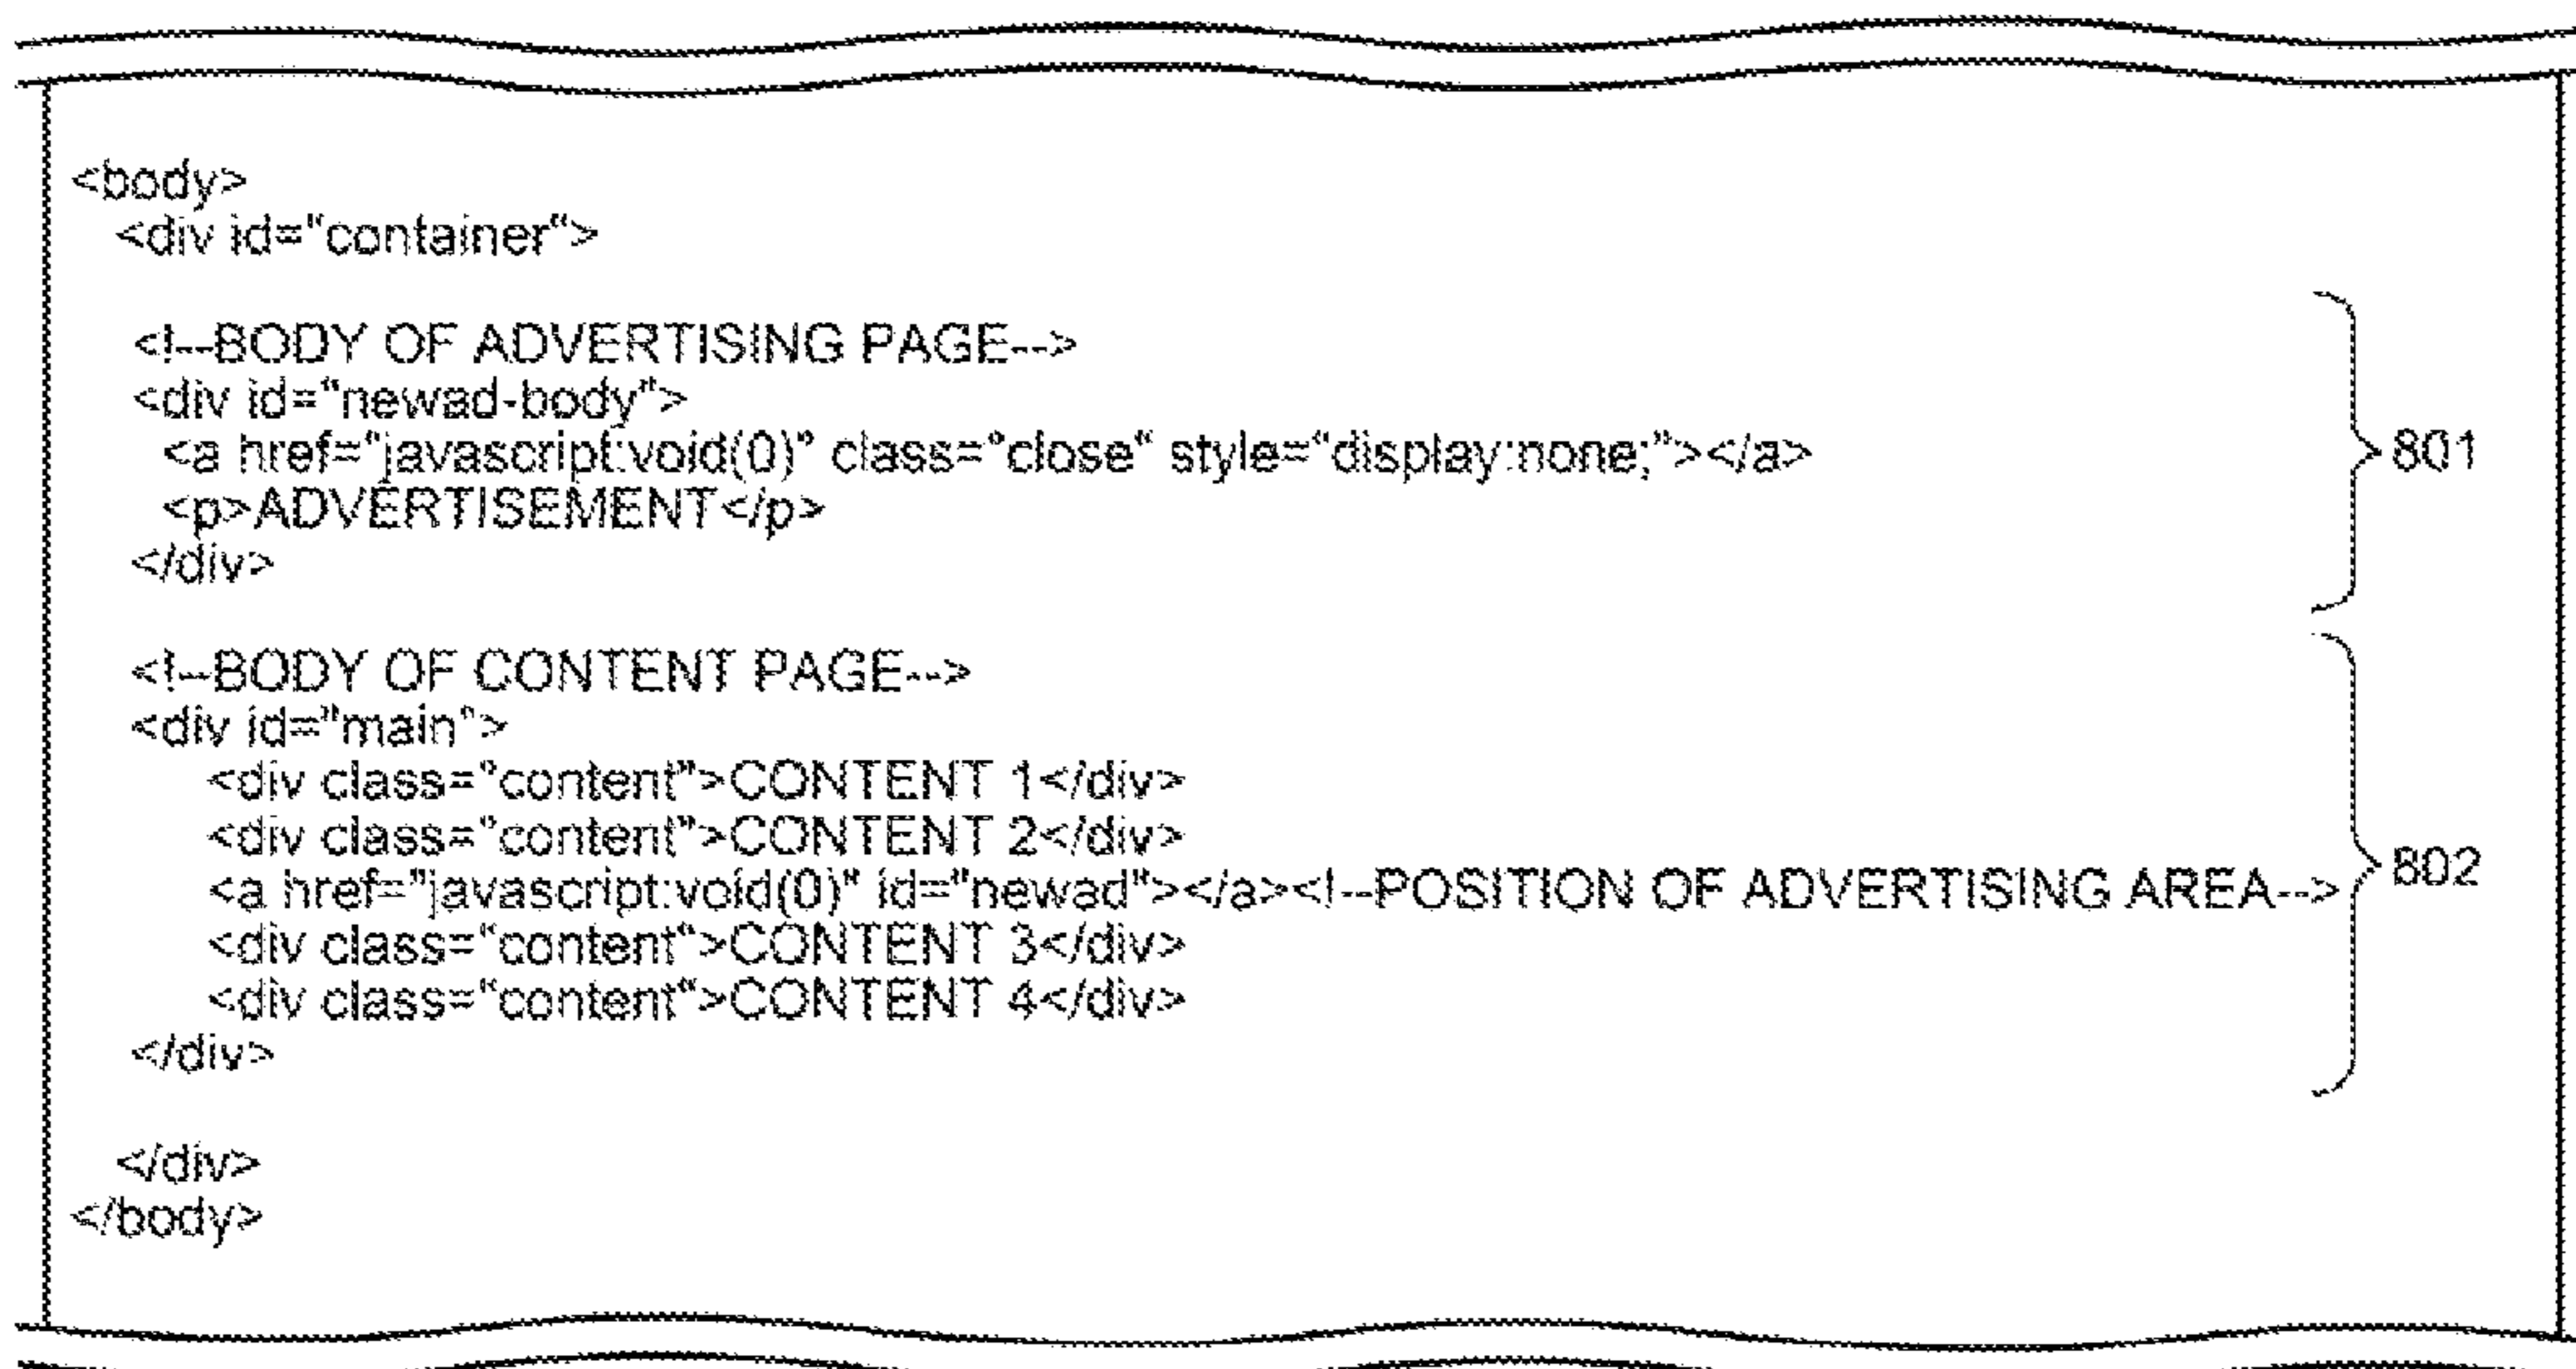 <body>
<div id="container">
<!--BODY OF ADVERTISING PAGE-->
<div id="newad-body">
<a href="javascript:void(0)" class="close" style="display:none;"></a>
<p>ADVERTISEMENT</p>
</div>
801
<!--BODY OF CONTENT PAGE-->
<div id="main">
<div class="content">CONTENT 1</div>
<div class="content">CONTENT 2</div>
<a href="javascript:void(0)" id="newad"></a><!--POSITION OF ADVERTISING AREA-->
<div class="content">CONTENT 3</div>
<div class="content">CONTENT 4</div>
</div>
802
</div>
</body>